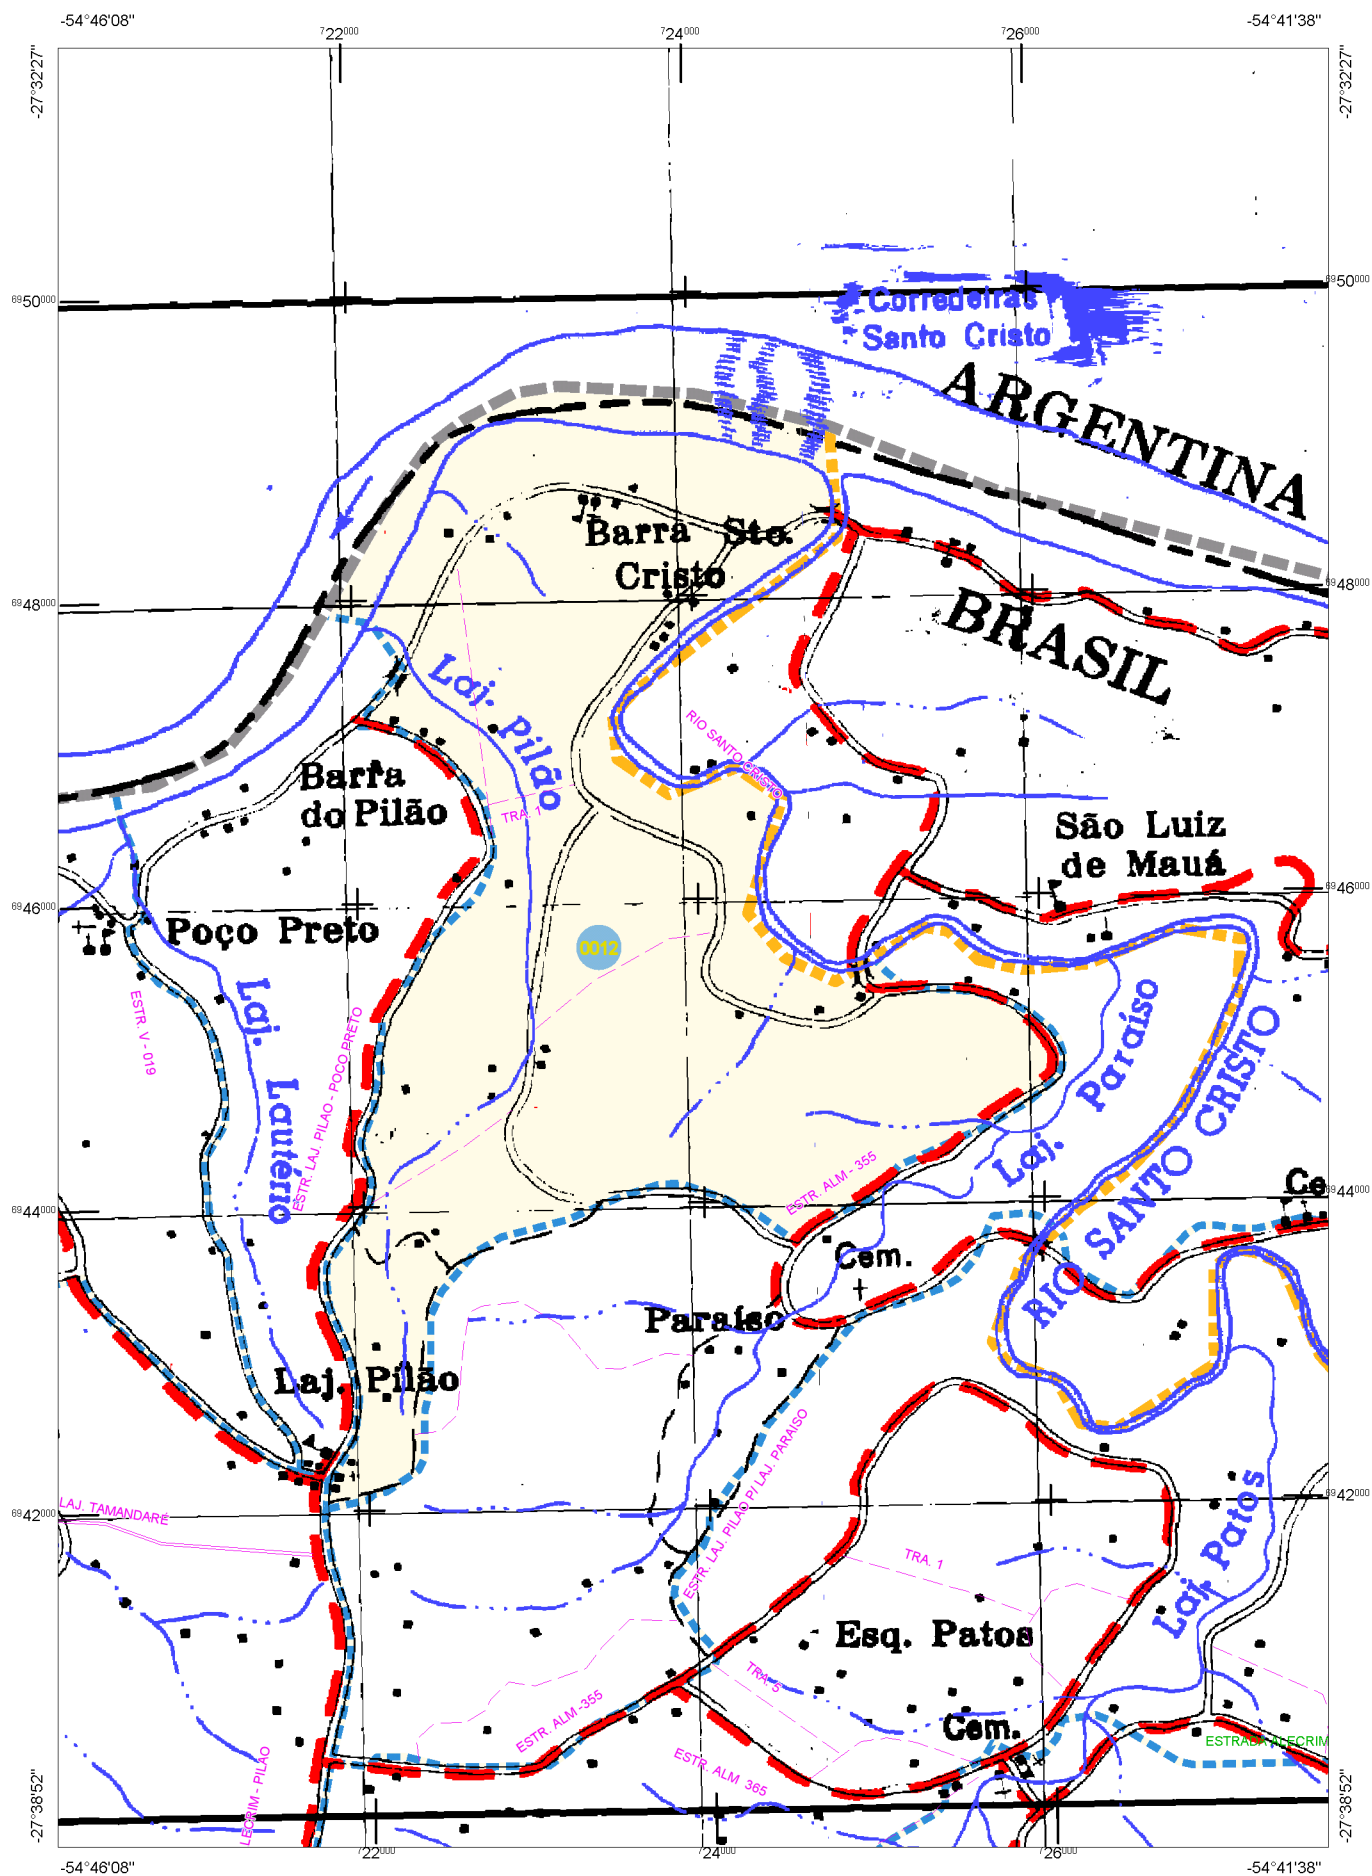 -54°46'08"
-54°41'38"
722000
724000
726000
-27°32'27"
-27°32'27"
6950000
6950000
Corredeiras
Santo Cristo
ARGENTINA
Barra Sto.
Cristo
6948000
6948000
BRASIL
Laj. Pilão
RIO SANTO CRISTO
Barra
do Pilão
TRA. 1
São Luiz
de Mauá
6946000
6946000
Poço Preto
0012
ESTR. V - 019
Laj. Lautério
ESTR. LAJ. PILAO - POCO PRETO
Laj. Paraíso
RIO SANTO CRISTO
ESTR. ALM - 355
6944000
6944000
Ce
Cem.
Paraíso
Laj. Pilão
ESTR. LAJ. PILAO P/ LAJ. PARAISO
LAJ. TAMANDARÉ
6942000
6942000
Laj. Patos
TRA. 1
Esq. Patos
TRA. 5
ESTR. ALM -355
Cem.
ESTR. ALM 365
ESTRADA ALECRIM
LECRIM - PILAO
-27°38'52"
-27°38'52"
722000
724000
726000
-54°46'08"
-54°41'38"